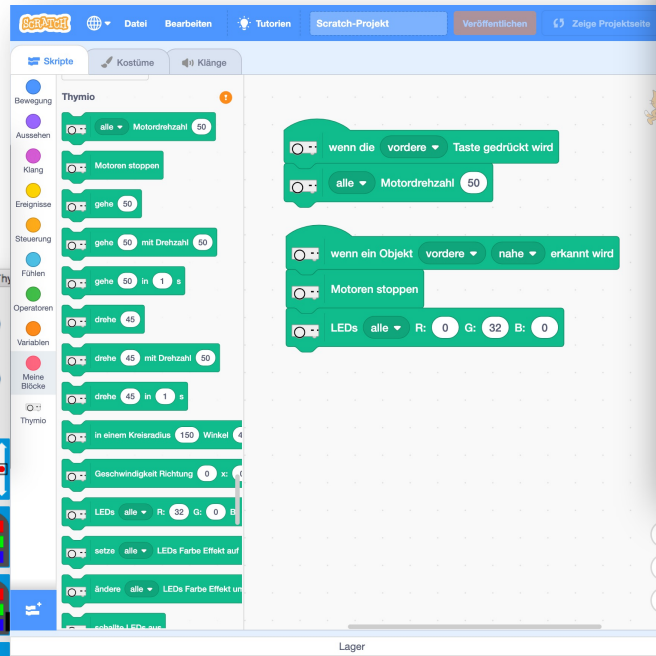 SCRATCH Datei Bearbeiten Tutorien Scratch-Projekt Veröffentlichen Zeige Projektseite
Skripte Kostüme Klänge
Bewegung
Aussehen
Klang
Ereignisse
Steuerung
Fühlen
Operatoren
Variablen
Meine
Blöcke
Thymio
Thymio !
alle Motordrehzahl 50
Motoren stoppen
gehe 50
gehe 50 mit Drehzahl 50
gehe 50 in 1 s
drehe 45
drehe 45 mit Drehzahl 50
drehe 45 in 1 s
in einem Kreisradius 150 Winkel 4
Geschwindigkeit Richtung 0 x:
LEDs alle R: 32 G: 0 B
setze alle LEDs Farbe Effekt auf
ändere alle LEDs Farbe Effekt um
schalte LEDs aus
wenn die vordere Taste gedrückt wird
alle Motordrehzahl 50
wenn ein Objekt vordere nahe erkannt wird
Motoren stoppen
LEDs alle R: 0 G: 32 B: 0
Lager